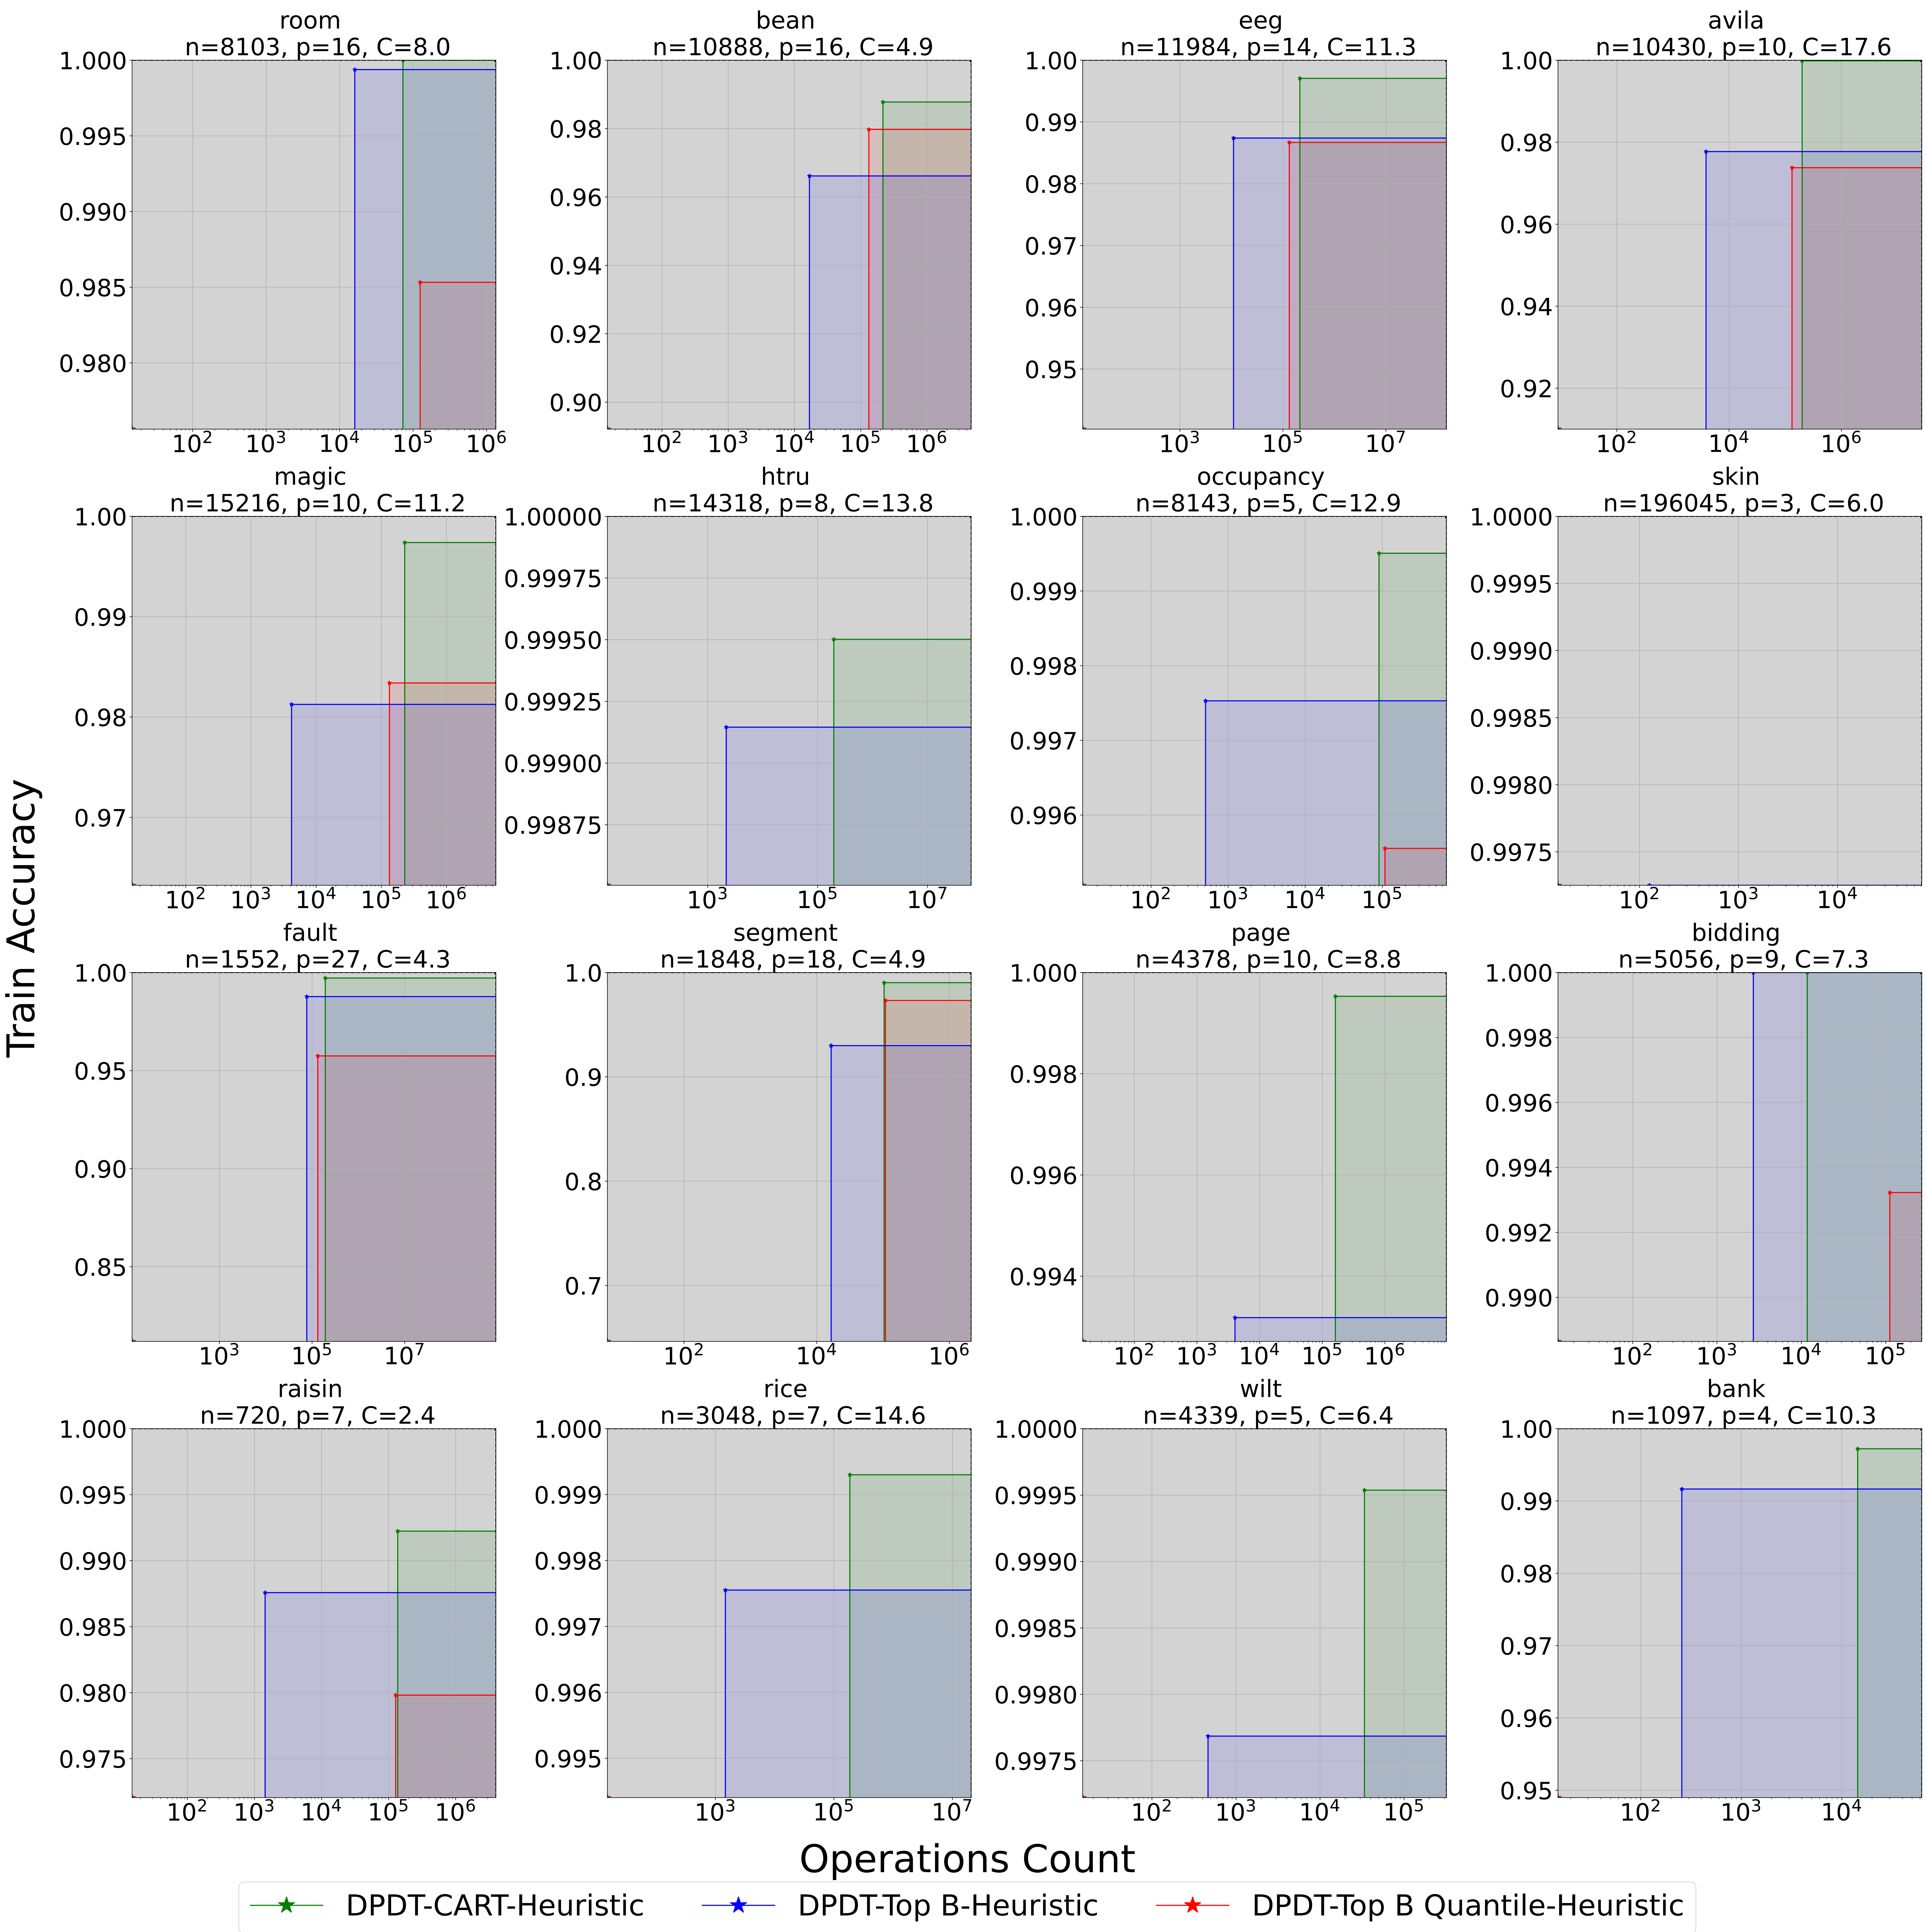 room
n=8103, p=16, C=8.0
1.000
0.995
0.990
0.985
0.980
10² 10³ 10⁴ 10⁵ 10⁶
bean
n=10888, p=16, C=4.9
1.00
0.98
0.96
0.94
0.92
0.90
10² 10³ 10⁴ 10⁵ 10⁶
eeg
n=11984, p=14, C=11.3
1.00
0.99
0.98
0.97
0.96
0.95
10³ 10⁵ 10⁷
avila
n=10430, p=10, C=17.6
1.00
0.98
0.96
0.94
0.92
10² 10⁴ 10⁶
magic
n=15216, p=10, C=11.2
1.00
0.99
0.98
0.97
10² 10³ 10⁴ 10⁵ 10⁶
htru
n=14318, p=8, C=13.8
1.00000
0.99975
0.99950
0.99925
0.99900
0.99875
10³ 10⁵ 10⁷
occupancy
n=8143, p=5, C=12.9
1.000
0.999
0.998
0.997
0.996
10² 10³ 10⁴ 10⁵
skin
n=196045, p=3, C=6.0
1.0000
0.9995
0.9990
0.9985
0.9980
0.9975
10² 10³ 10⁴
fault
n=1552, p=27, C=4.3
1.00
0.95
0.90
0.85
10³ 10⁵ 10⁷
segment
n=1848, p=18, C=4.9
1.0
0.9
0.8
0.7
10² 10⁴ 10⁶
page
n=4378, p=10, C=8.8
1.000
0.998
0.996
0.994
10² 10³ 10⁴ 10⁵ 10⁶
bidding
n=5056, p=9, C=7.3
1.000
0.998
0.996
0.994
0.992
0.990
10² 10³ 10⁴ 10⁵
raisin
n=720, p=7, C=2.4
1.000
0.995
0.990
0.985
0.980
0.975
10² 10³ 10⁴ 10⁵ 10⁶
rice
n=3048, p=7, C=14.6
1.000
0.999
0.998
0.997
0.996
0.995
10³ 10⁵ 10⁷
wilt
n=4339, p=5, C=6.4
1.0000
0.9995
0.9990
0.9985
0.9980
0.9975
10² 10³ 10⁴ 10⁵
bank
n=1097, p=4, C=10.3
1.00
0.99
0.98
0.97
0.96
0.95
10² 10³ 10⁴
Train Accuracy
Operations Count
DPDT-CART-Heuristic
DPDT-Top B-Heuristic
DPDT-Top B Quantile-Heuristic